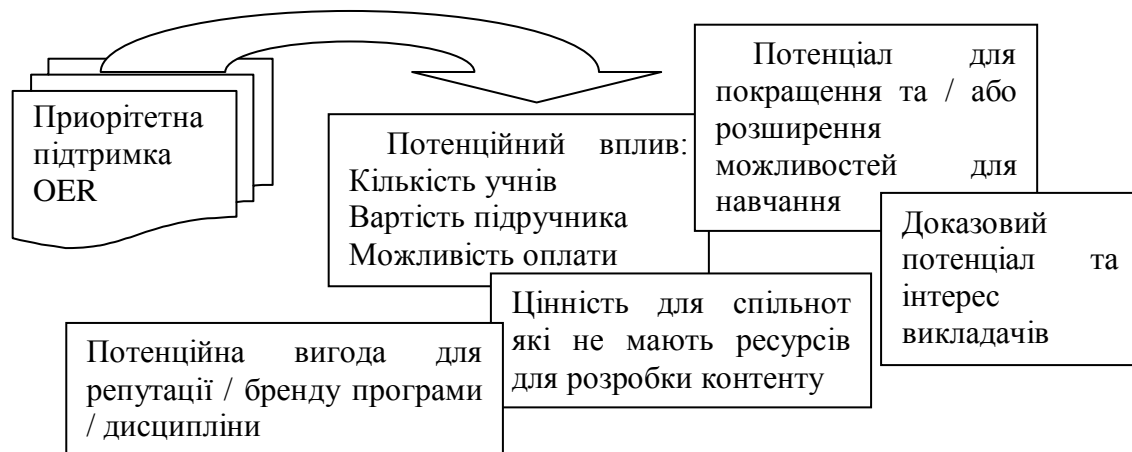 Приорітетна
підтримка
OER
Потенційний вплив:
Кількість учнів
Вартість підручника
Можливість оплати
Потенціал для
покращення та / або
розширення
можливостей для
навчання
Доказовий
потенціал та
інтерес
викладачів
Цінність для спільнот
які не мають ресурсів
для розробки контенту
Потенційна вигода для
репутації / бренду програми
/ дисципліни